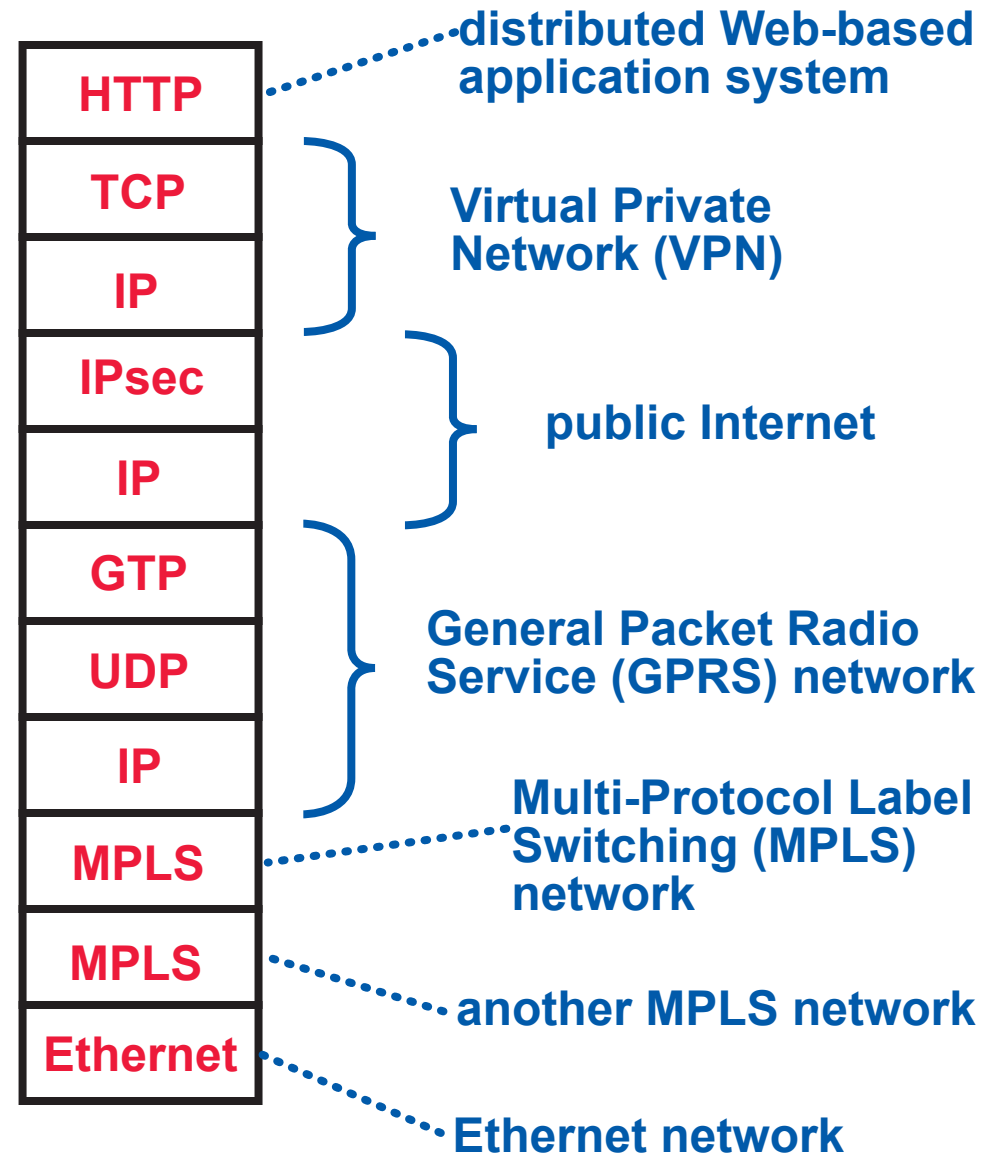 distributed Web-based
application system
HTTP
TCP
Virtual Private
Network (VPN)
IP
IPsec
public Internet
IP
GTP
General Packet Radio
Service (GPRS) network
UDP
IP
Multi-Protocol Label
Switching (MPLS)
network
MPLS
MPLS
another MPLS network
Ethernet
Ethernet network